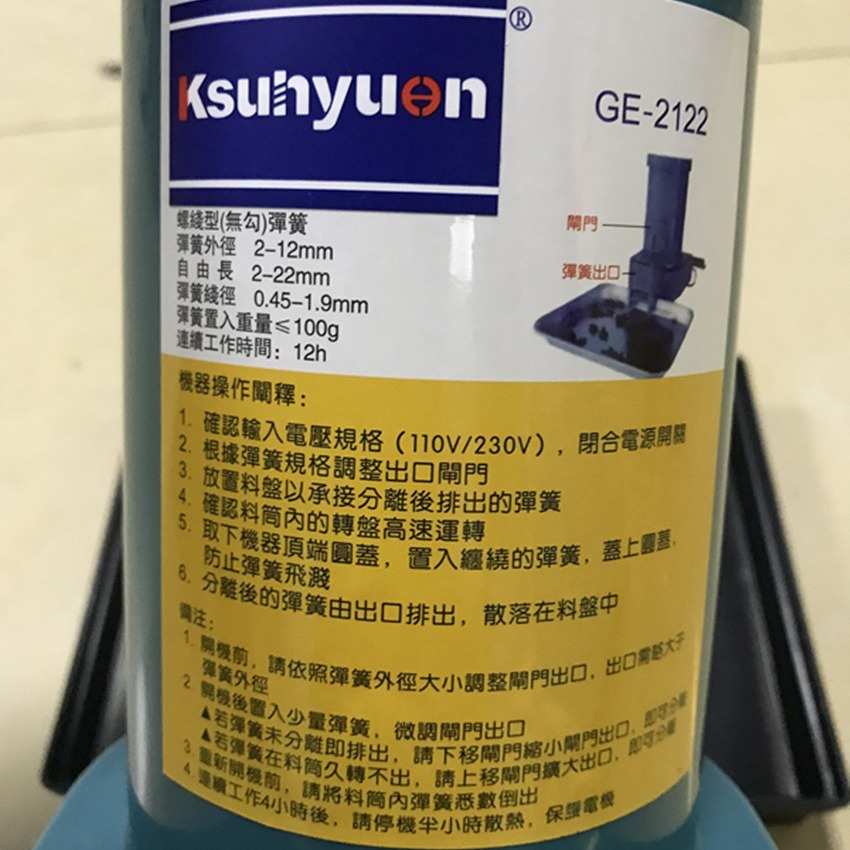 Ksuhyuen®
GE-2122
閘門
彈簧出口
螺綫型(無勾)彈簧
彈簧外徑 2-12mm
自由長 2-22mm
彈簧綫徑 0.45-1.9mm
彈簧置入重量≤100g
連續工作時間：12h
機器操作闡釋：
1. 確認輸入電壓規格（110V/230V），閉合電源開關
2. 根據彈簧規格調整出口閘門
3. 放置料盤以承接分離後排出的彈簧
4. 確認料筒內的轉盤高速運轉
5. 取下機器頂端圓蓋，置入纏繞的彈簧，蓋上圓蓋，
防止彈簧飛濺
6. 分離後的彈簧由出口排出，散落在料盤中
備注：
1. 開機前，請依照彈簧外徑大小調整閘門出口，出口需略大于
彈簧外徑
2 開機後置入少量彈簧，微調閘門出口
▲若彈簧未分離即排出，請下移閘門縮小閘門出口，即可分離
▲若彈簧在料筒久轉不出，請上移閘門擴大出口，即可分離
3 重新開機前，請將料筒內彈簧悉數倒出
4. 連續工作4小時後，請停機半小時散熱，保護電機